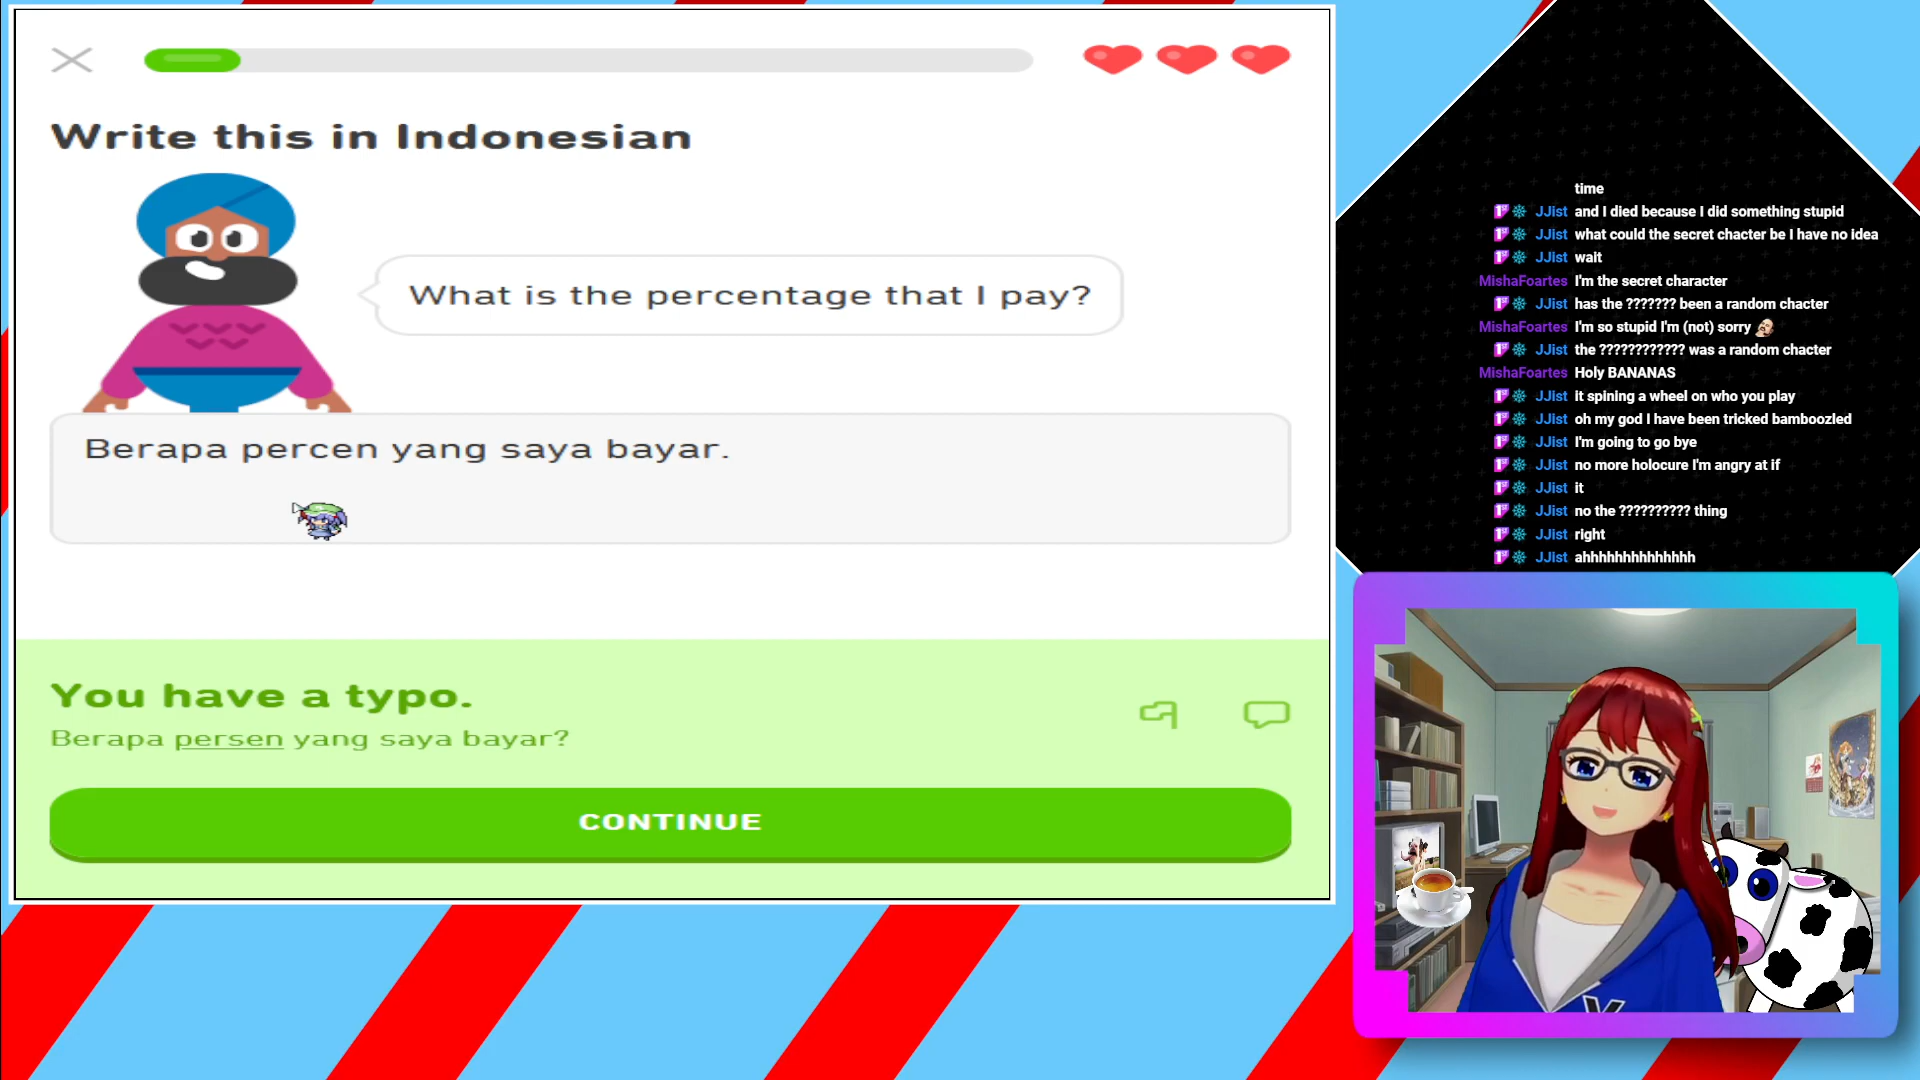 Write this in Indonesian
What is the percentage that I pay?
Berapa percen yang saya bayar.
You have a typo.
Berapa persen yang saya bayar?
CONTINUE
time
JJist and I died because I did something stupid
JJist what could the secret chacter be I have no idea
JJist wait
MishaFoartes I'm the secret character
JJist has the ??????? been a random chacter
MishaFoartes I'm so stupid I'm (not) sorry
JJist the ???????????? was a random chacter
MishaFoartes Holy BANANAS
JJist it spining a wheel on who you play
JJist oh my god I have been tricked bamboozled
JJist I'm going to go bye
JJist no more holocure I'm angry at if
JJist it
JJist no the ?????????? thing
JJist right
JJist ahhhhhhhhhhhhhh